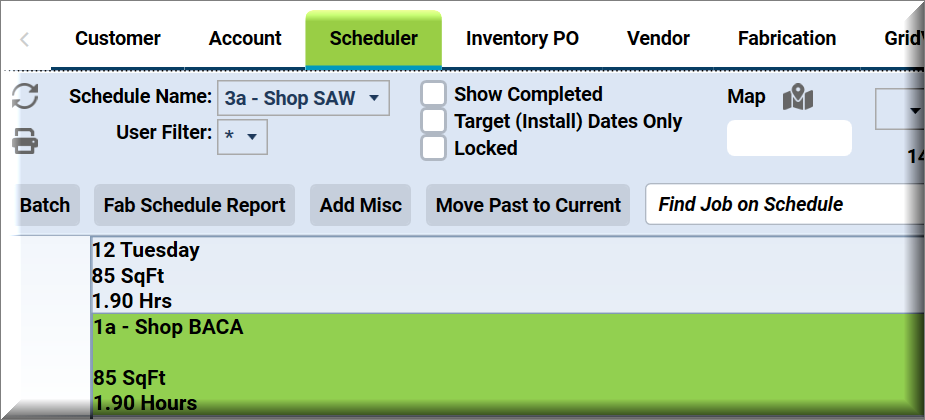 Customer Account Scheduler Inventory PO Vendor Fabrication
Schedule Name: 3a - Shop SAW
User Filter: *
Show Completed
Target (Install) Dates Only
Locked
Map
Batch Fab Schedule Report Add Misc Move Past to Current Find Job on Schedule
12 Tuesday
85 SqFt
1.90 Hrs
1a - Shop BACA
85 SqFt
1.90 Hours